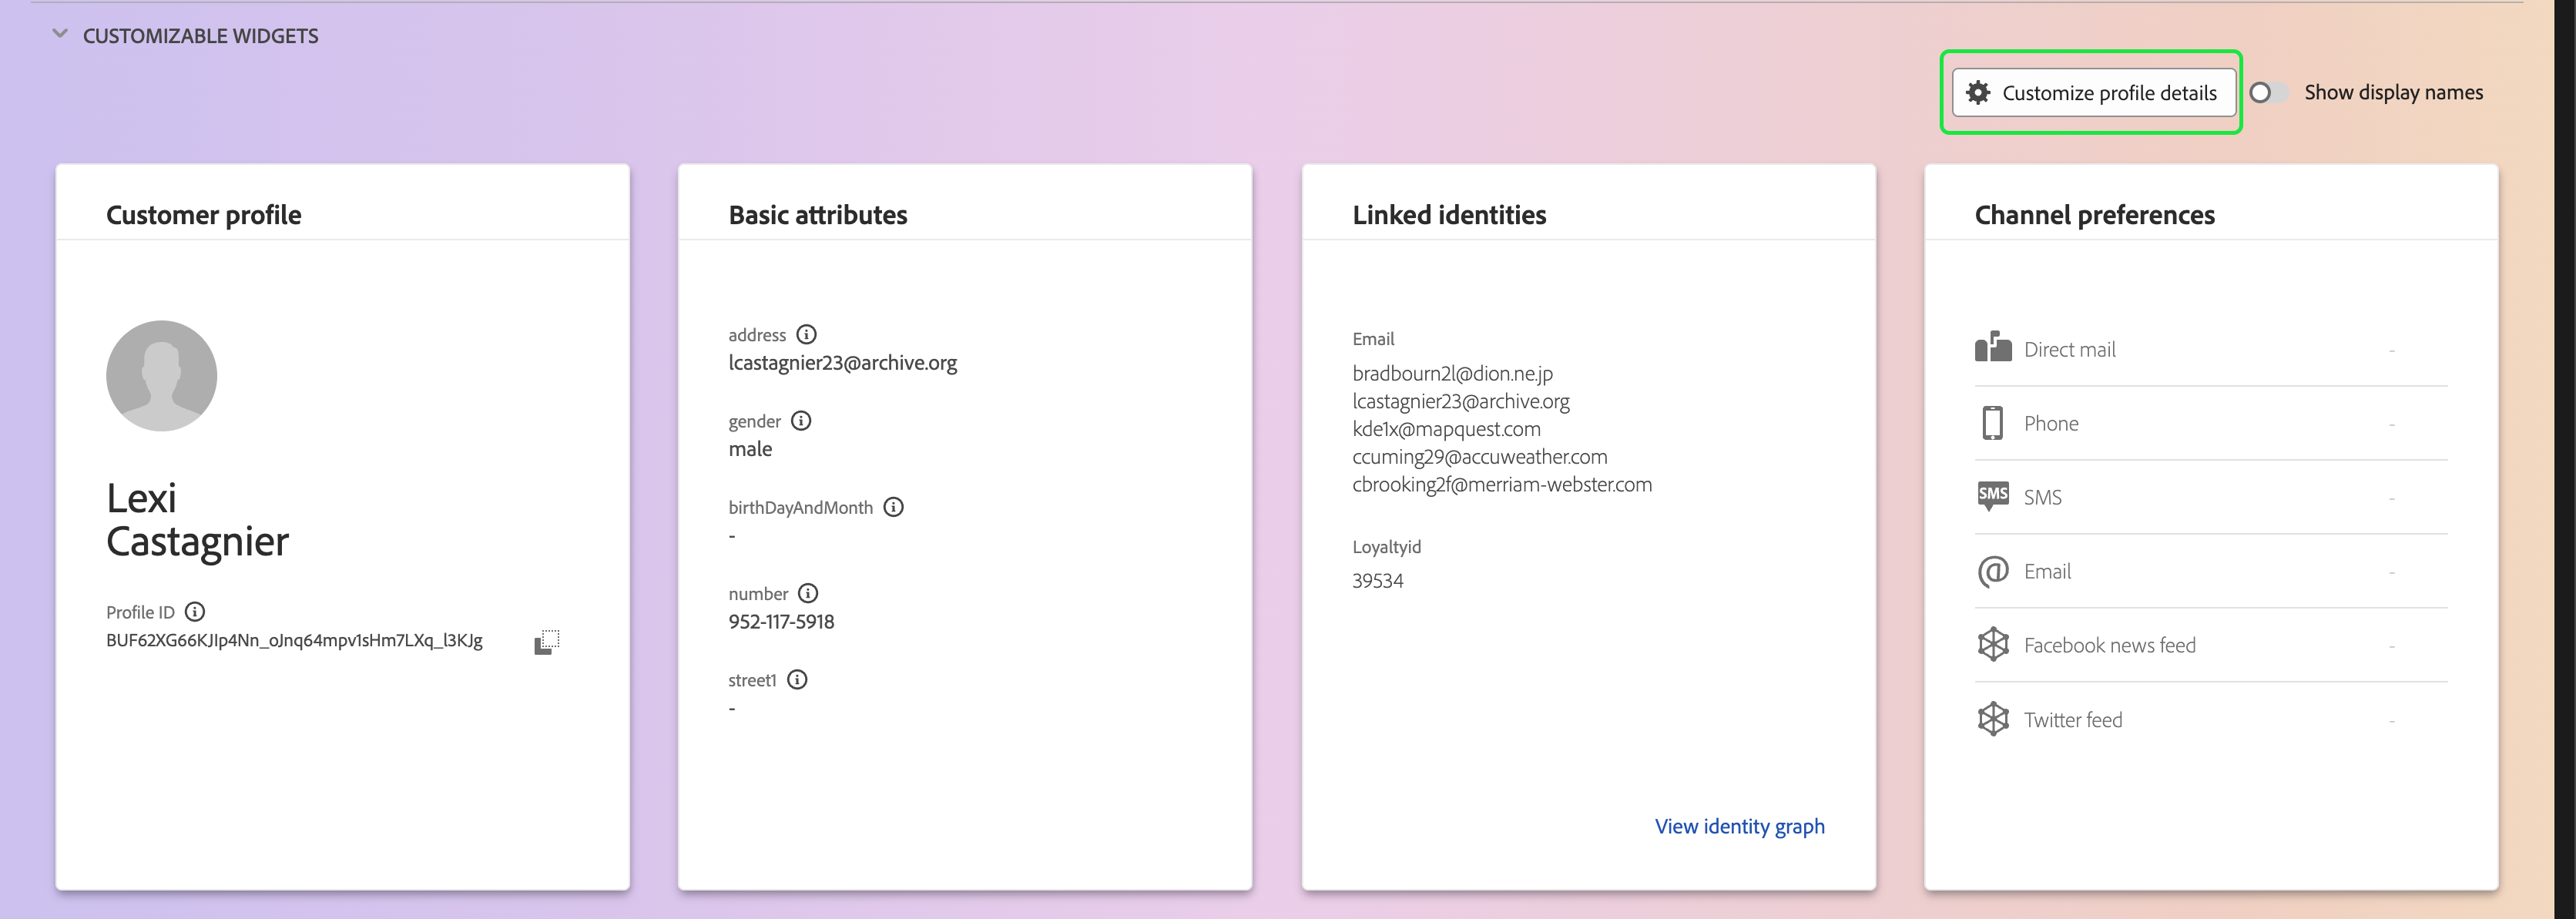 CUSTOMIZABLE WIDGETS
Customize profile details
Show display names
Customer profile
Lexi
Castagnier
Profile ID
BUF62XG66KJIp4Nn_oJnq64mpv1sHm7LXq_l3KJg
Basic attributes
address
lcastagnier23@archive.org
gender
male
birthDayAndMonth
-
number
952-117-5918
street1
-
Linked identities
Email
bradbourn2l@dion.ne.jp
lcastagnier23@archive.org
kde1x@mapquest.com
ccuming29@accuweather.com
cbrooking2f@merriam-webster.com
Loyaltyid
39534
View identity graph
Channel preferences
Direct mail -
Phone -
SMS SMS -
Email -
Facebook news feed -
Twitter feed -